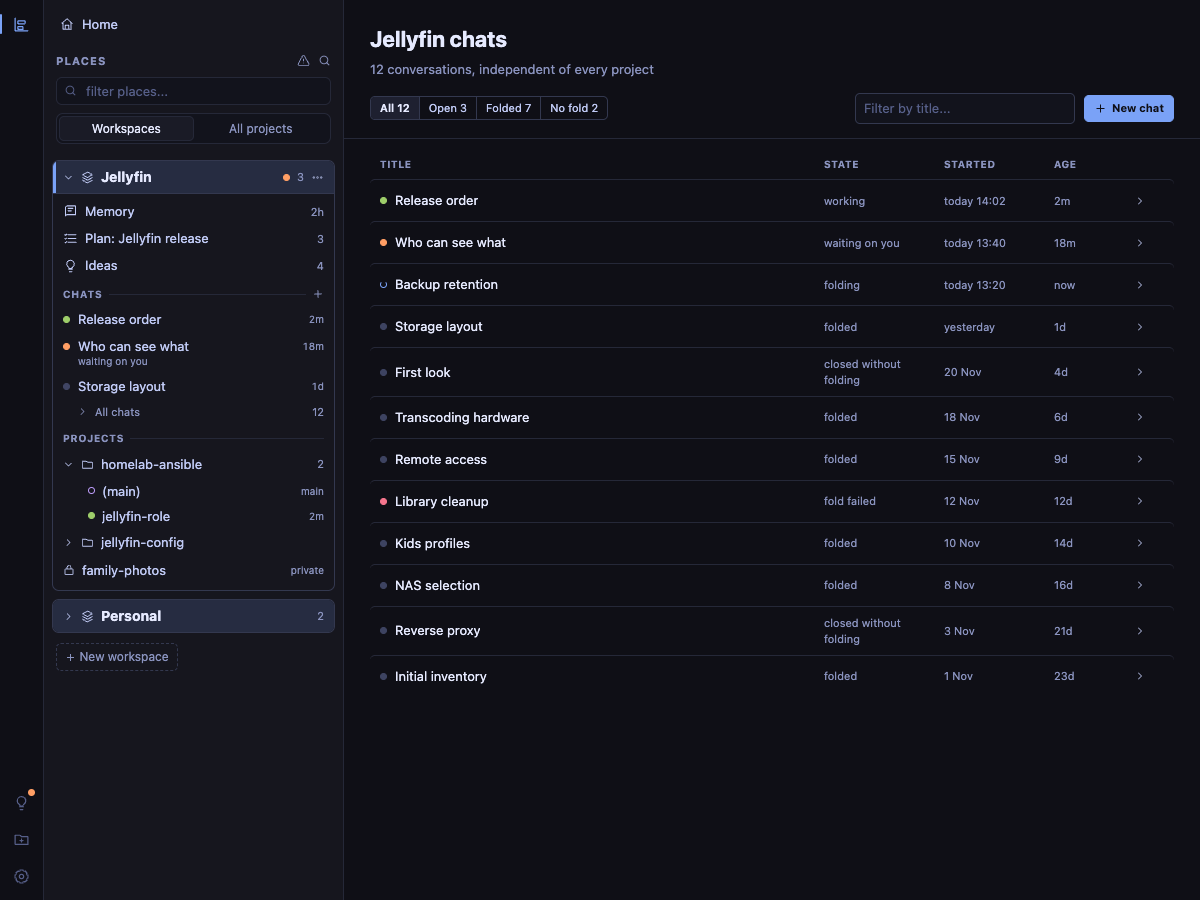 Home
PLACES
filter places...
Workspaces
All projects
Jellyfin
3
Memory
2h
Plan: Jellyfin release
3
Ideas
4
CHATS
Release order
2m
Who can see what
18m
waiting on you
Storage layout
1d
All chats
12
PROJECTS
homelab-ansible
2
(main)
main
jellyfin-role
2m
jellyfin-config
family-photos
private
Personal
2
+ New workspace
Jellyfin chats
12 conversations, independent of every project
All 12
Open 3
Folded 7
No fold 2
Filter by title...
+ New chat
TITLE STATE STARTED AGE
Release order working today 14:02 2m
Who can see what waiting on you today 13:40 18m
Backup retention folding today 13:20 now
Storage layout folded yesterday 1d
First look closed without folding 20 Nov 4d
Transcoding hardware folded 18 Nov 6d
Remote access folded 15 Nov 9d
Library cleanup fold failed 12 Nov 12d
Kids profiles folded 10 Nov 14d
NAS selection folded 8 Nov 16d
Reverse proxy closed without folding 3 Nov 21d
Initial inventory folded 1 Nov 23d